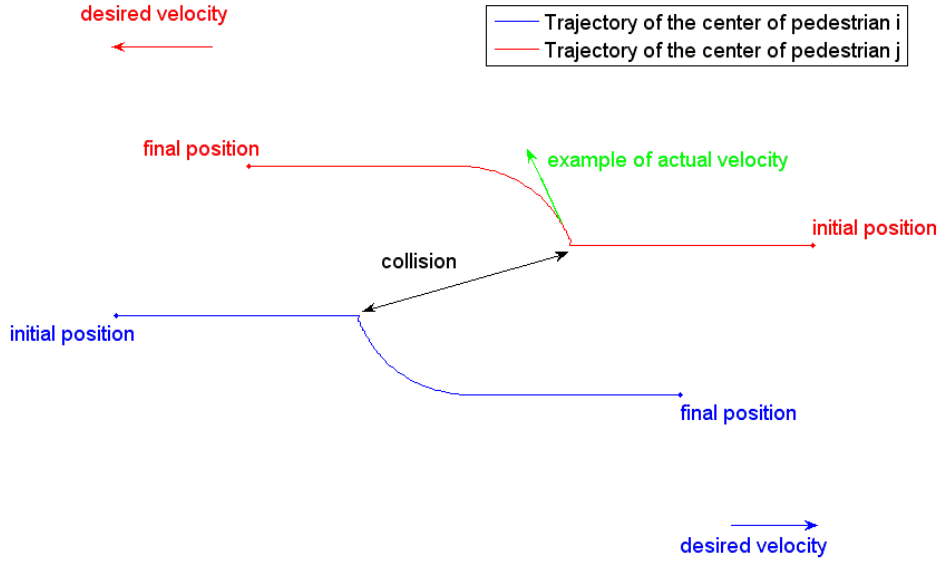 desired velocity
Trajectory of the center of pedestrian i
Trajectory of the center of pedestrian j
final position
example of actual velocity
initial position
collision
initial position
final position
desired velocity